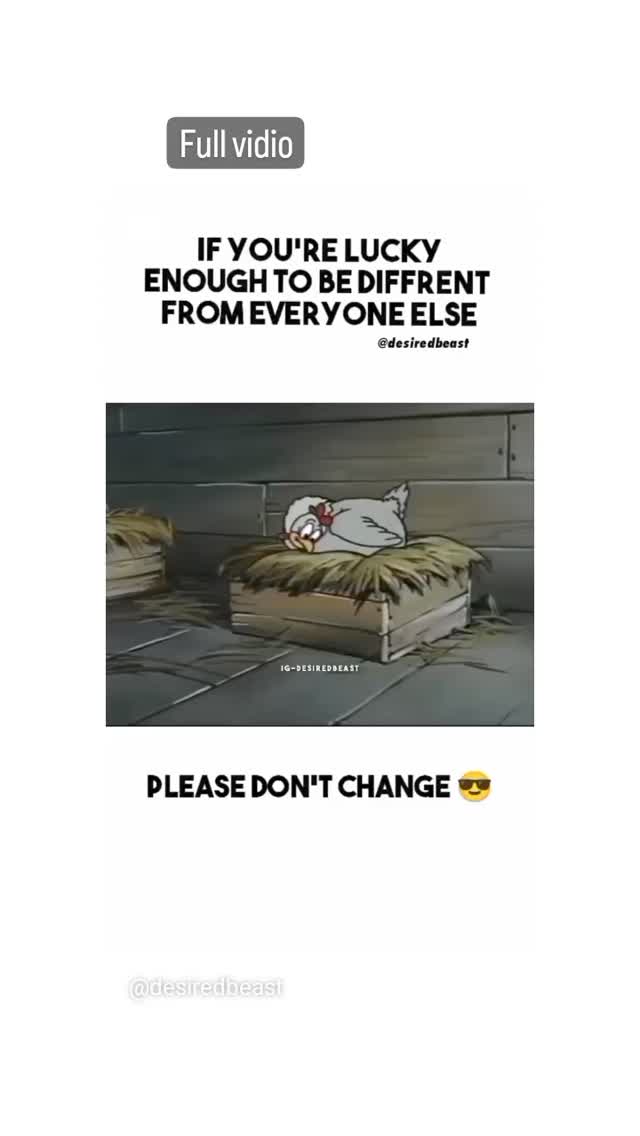 Full vidio
IF YOU'RE LUCKY
ENOUGH TO BE DIFFRENT
FROM EVERYONE ELSE
@desiredbeast
IG-DESIREDBEAST
PLEASE DON'T CHANGE 😎
@desiredbeast